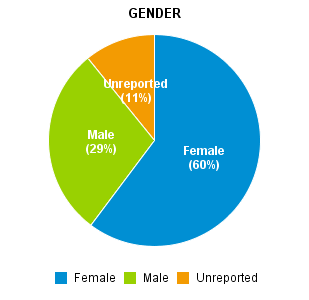 GENDER
Unreported
(11%)
Male
(29%)
Female
(60%)
Female Male Unreported